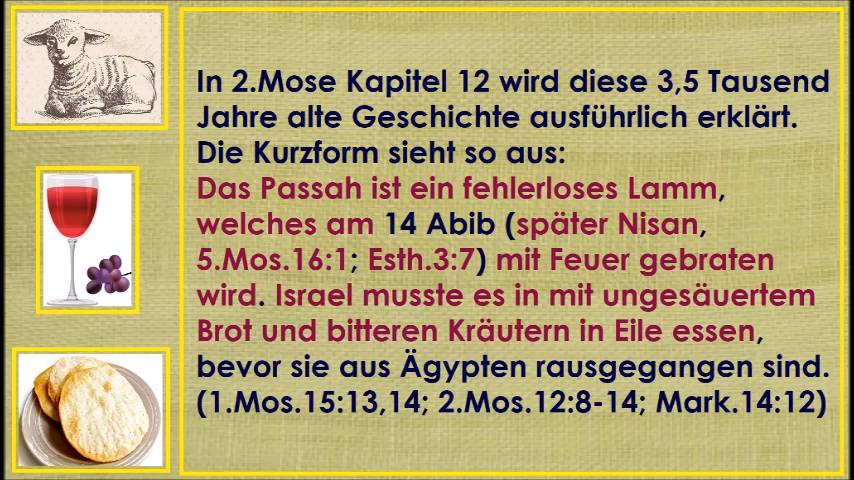 In 2.Mose Kapitel 12 wird diese 3,5 Tausend
Jahre alte Geschichte ausführlich erklärt.
Die Kurzform sieht so aus:
Das Passah ist ein fehlerloses Lamm,
welches am 14 Abib (später Nisan,
5.Mos.16:1; Esth.3:7) mit Feuer gebraten
wird. Israel musste es in mit ungesäuertem
Brot und bitteren Kräutern in Eile essen,
bevor sie aus Ägypten rausgegangen sind.
(1.Mos.15:13,14; 2.Mos.12:8-14; Mark.14:12)